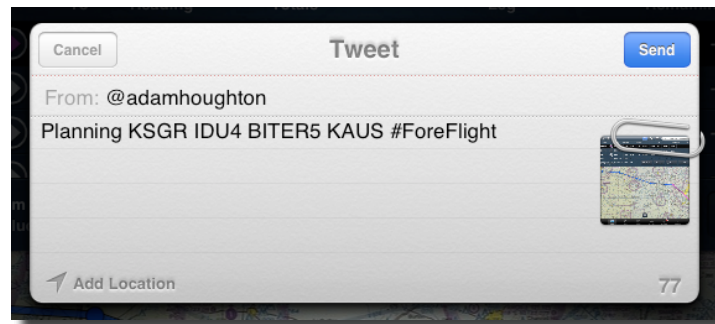 Cancel
Tweet
Send
From: @adamhoughton
Planning KSGR IDU4 BITER5 KAUS #ForeFlight
Add Location
77